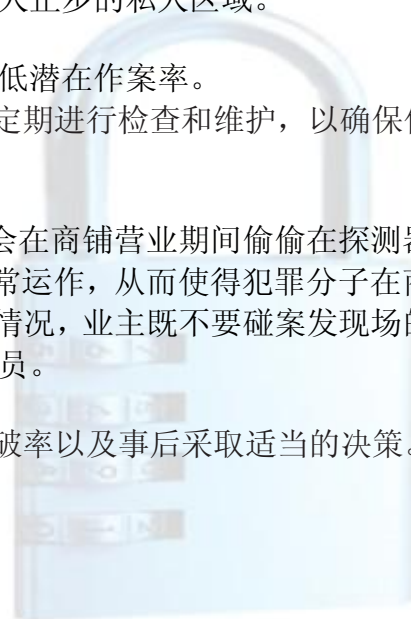 人止步的私人区域。
低潜在作案率。
定期进行检查和维护，以确保
会在商铺营业期间偷偷在探测
常运作，从而使得犯罪分子在
情况，业主既不要碰案发现场
员。
破率以及事后采取适当的决策。